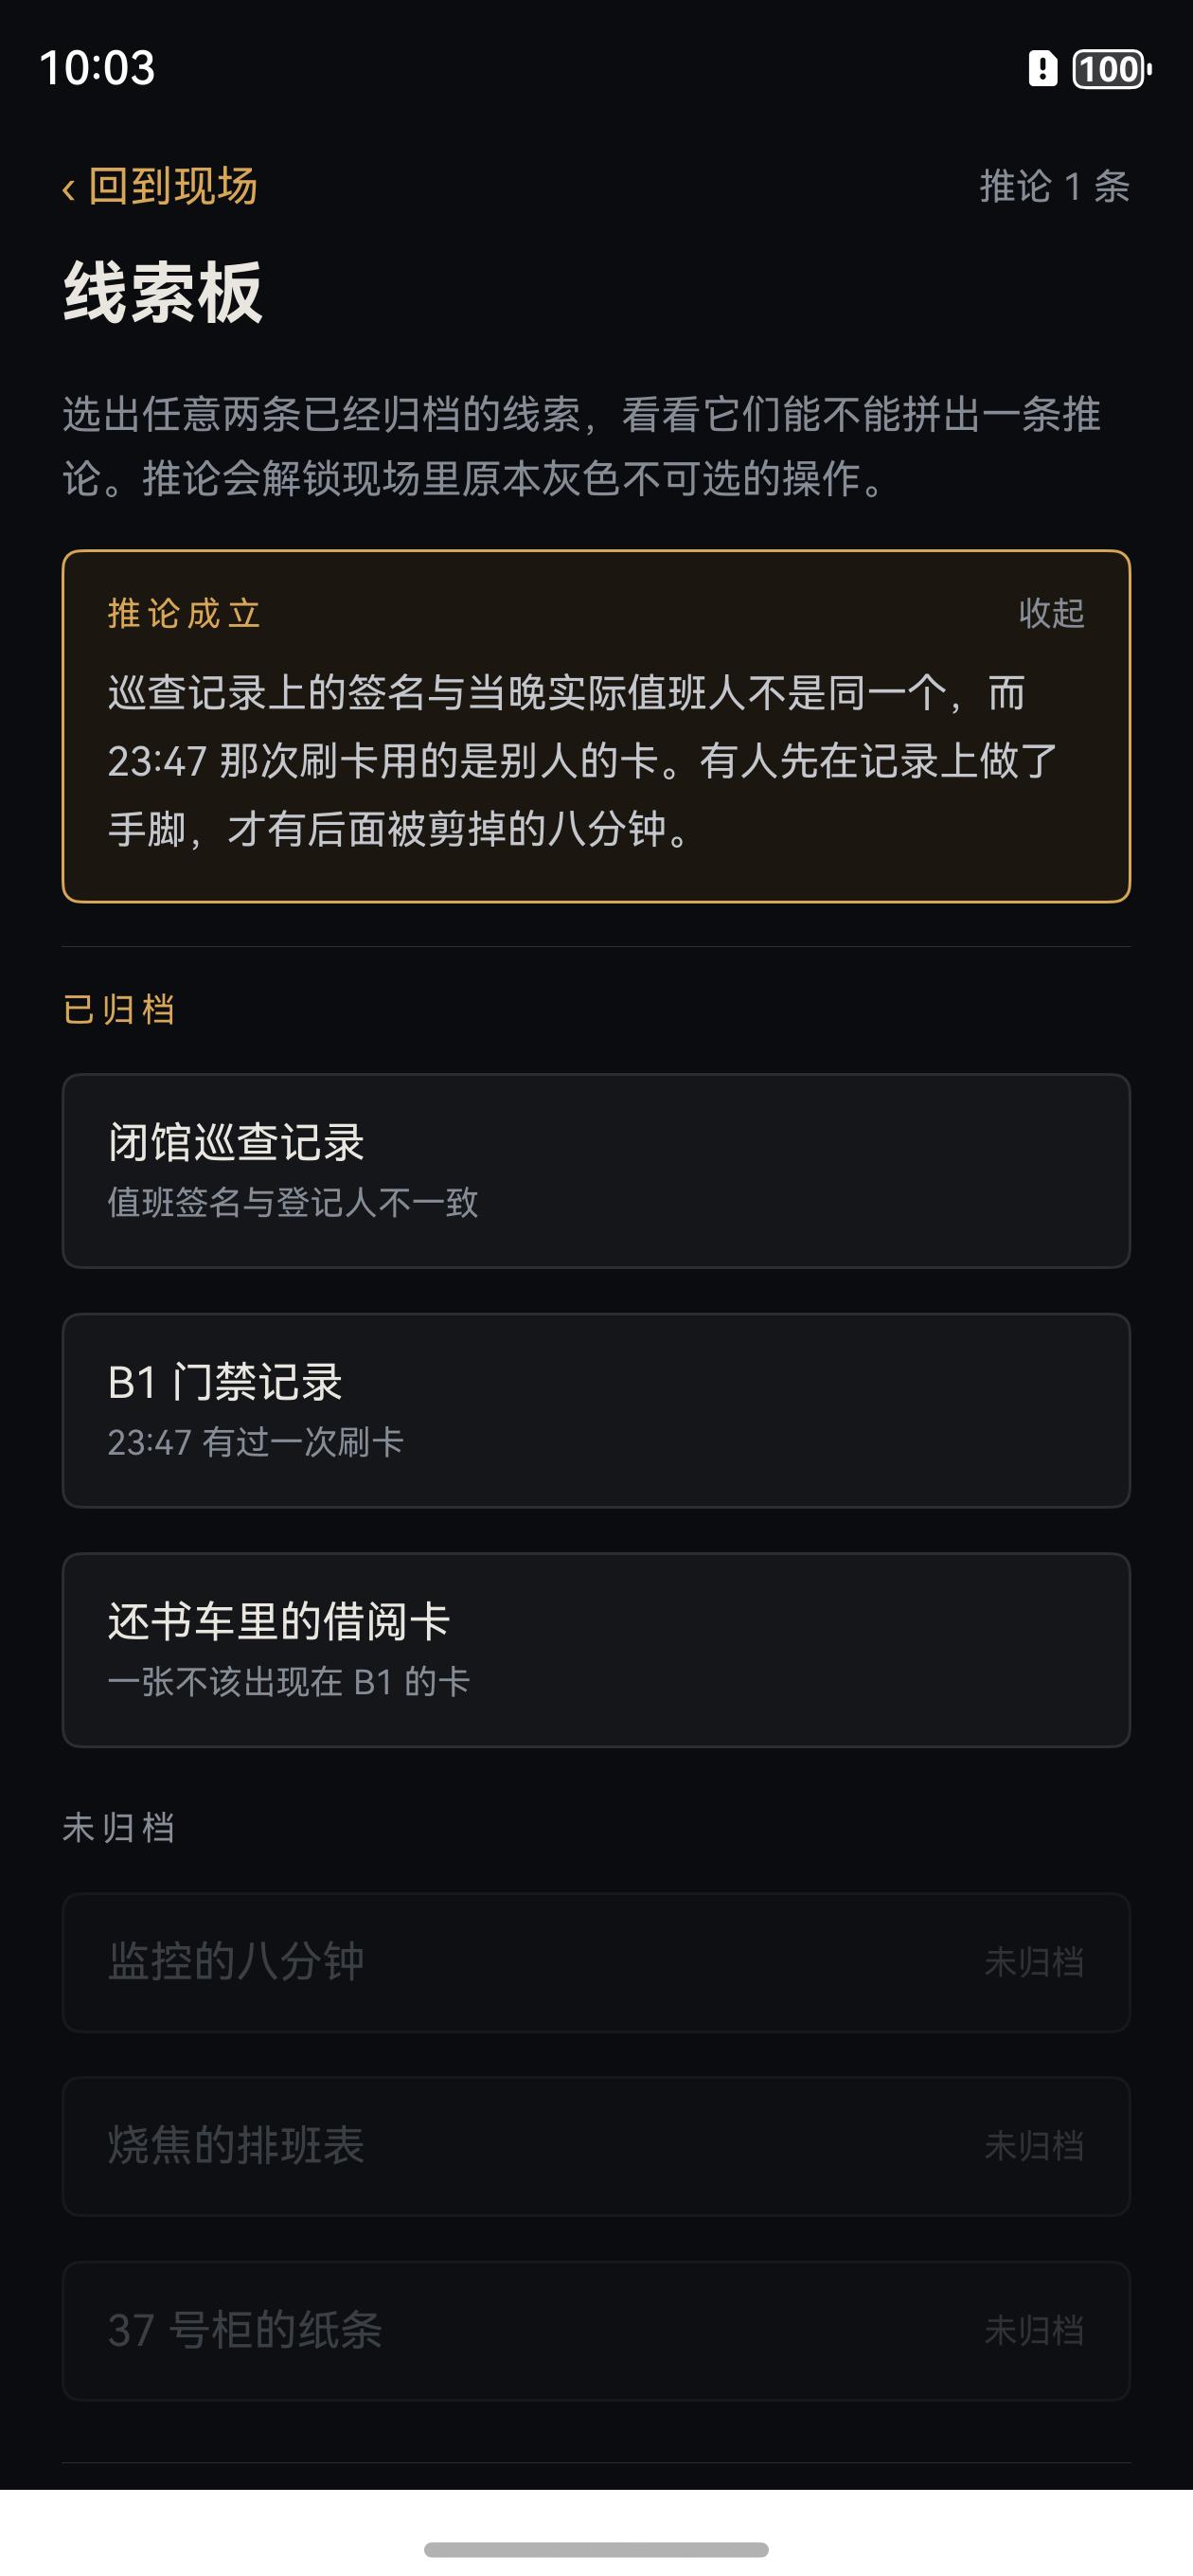 10:03
100
‹ 回到现场
推论 1 条
线索板
选出任意两条已经归档的线索，看看它们能不能拼出一条推
论。推论会解锁现场里原本灰色不可选的操作。
推论成立
收起
巡查记录上的签名与当晚实际值班人不是同一个，而
23:47 那次刷卡用的是别人的卡。有人先在记录上做了
手脚，才有后面被剪掉的八分钟。
已归档
闭馆巡查记录
值班签名与登记人不一致
B1 门禁记录
23:47 有过一次刷卡
还书车里的借阅卡
一张不该出现在 B1 的卡
未归档
监控的八分钟
未归档
烧焦的排班表
未归档
37 号柜的纸条
未归档